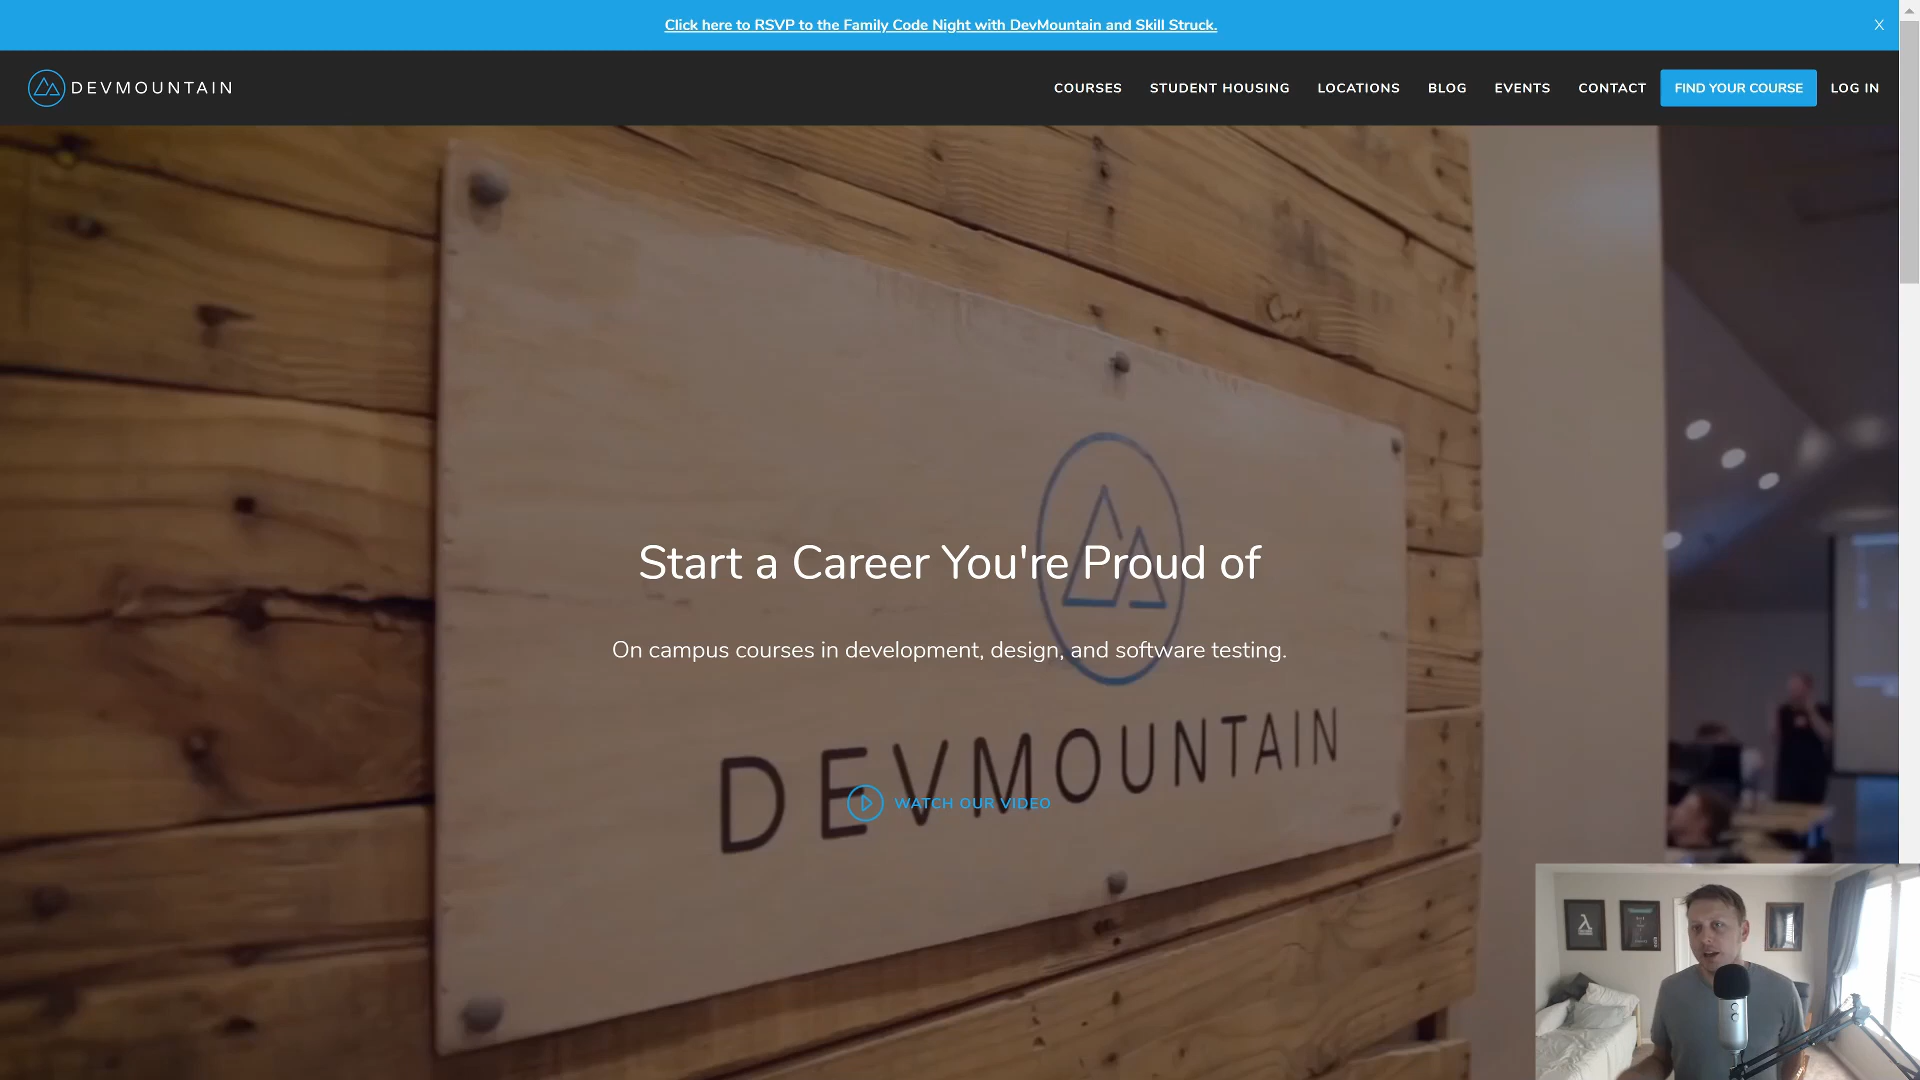 Click here to RSVP to the Family Code Night with DevMountain and Skill Struck.
X
DEVMOUNTAIN
COURSES STUDENT HOUSING LOCATIONS BLOG EVENTS CONTACT FIND YOUR COURSE LOG IN
Start a Career You're Proud of
On campus courses in development, design, and software testing.
DEVMOUNTAIN
WATCH OUR VIDEO